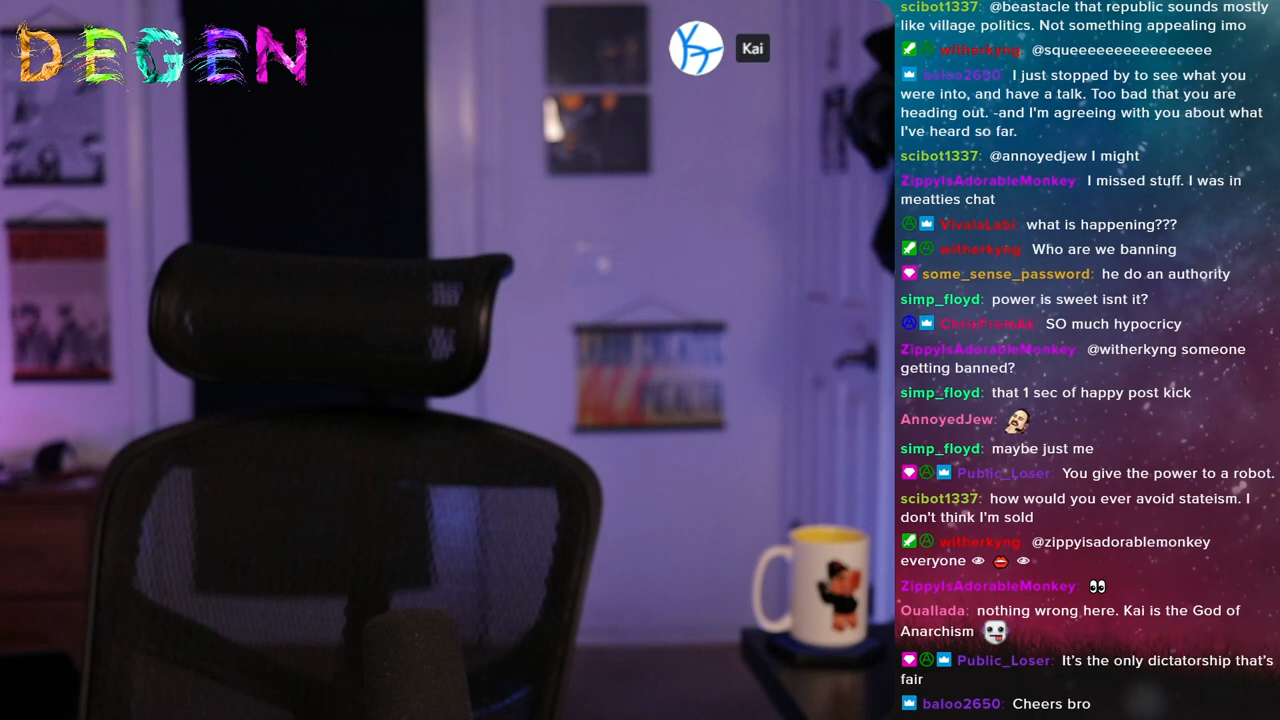 DEGEN
Kai
scibot1337: @beastacle that republic sounds mostly
like village politics. Not something appealing imo
witherkyng @squeeeeeeeeeeeeeeee
baloo2650: I just stopped by to see what you
were into, and have a talk. Too bad that you are
heading out. -and I'm agreeing with you about what
I've heard so far.
scibot1337: @annoyedjew I might
ZippyIsAdorableMonkey: I missed stuff. I was in
meatties chat
VivalaLabi: what is happening???
witherkyng Who are we banning
some_sense_password: he do an authority
simp_floyd: power is sweet isnt it?
ChrisFromAk SO much hypocricy
ZippyIsAdorableMonkey: @witherkyng someone
getting banned?
simp_floyd: that 1 sec of happy post kick
AnnoyedJew:
simp_floyd: maybe just me
Public_Loser: You give the power to a robot.
scibot1337: how would you ever avoid stateism. I
don't think I'm sold
witherkyng @zippyisadorablemonkey
everyone 👁 👄 👁
ZippyIsAdorableMonkey: 👀
Ouallada: nothing wrong here. Kai is the God of
Anarchism
Public_Loser: It's the only dictatorship that's
fair
baloo2650: Cheers bro